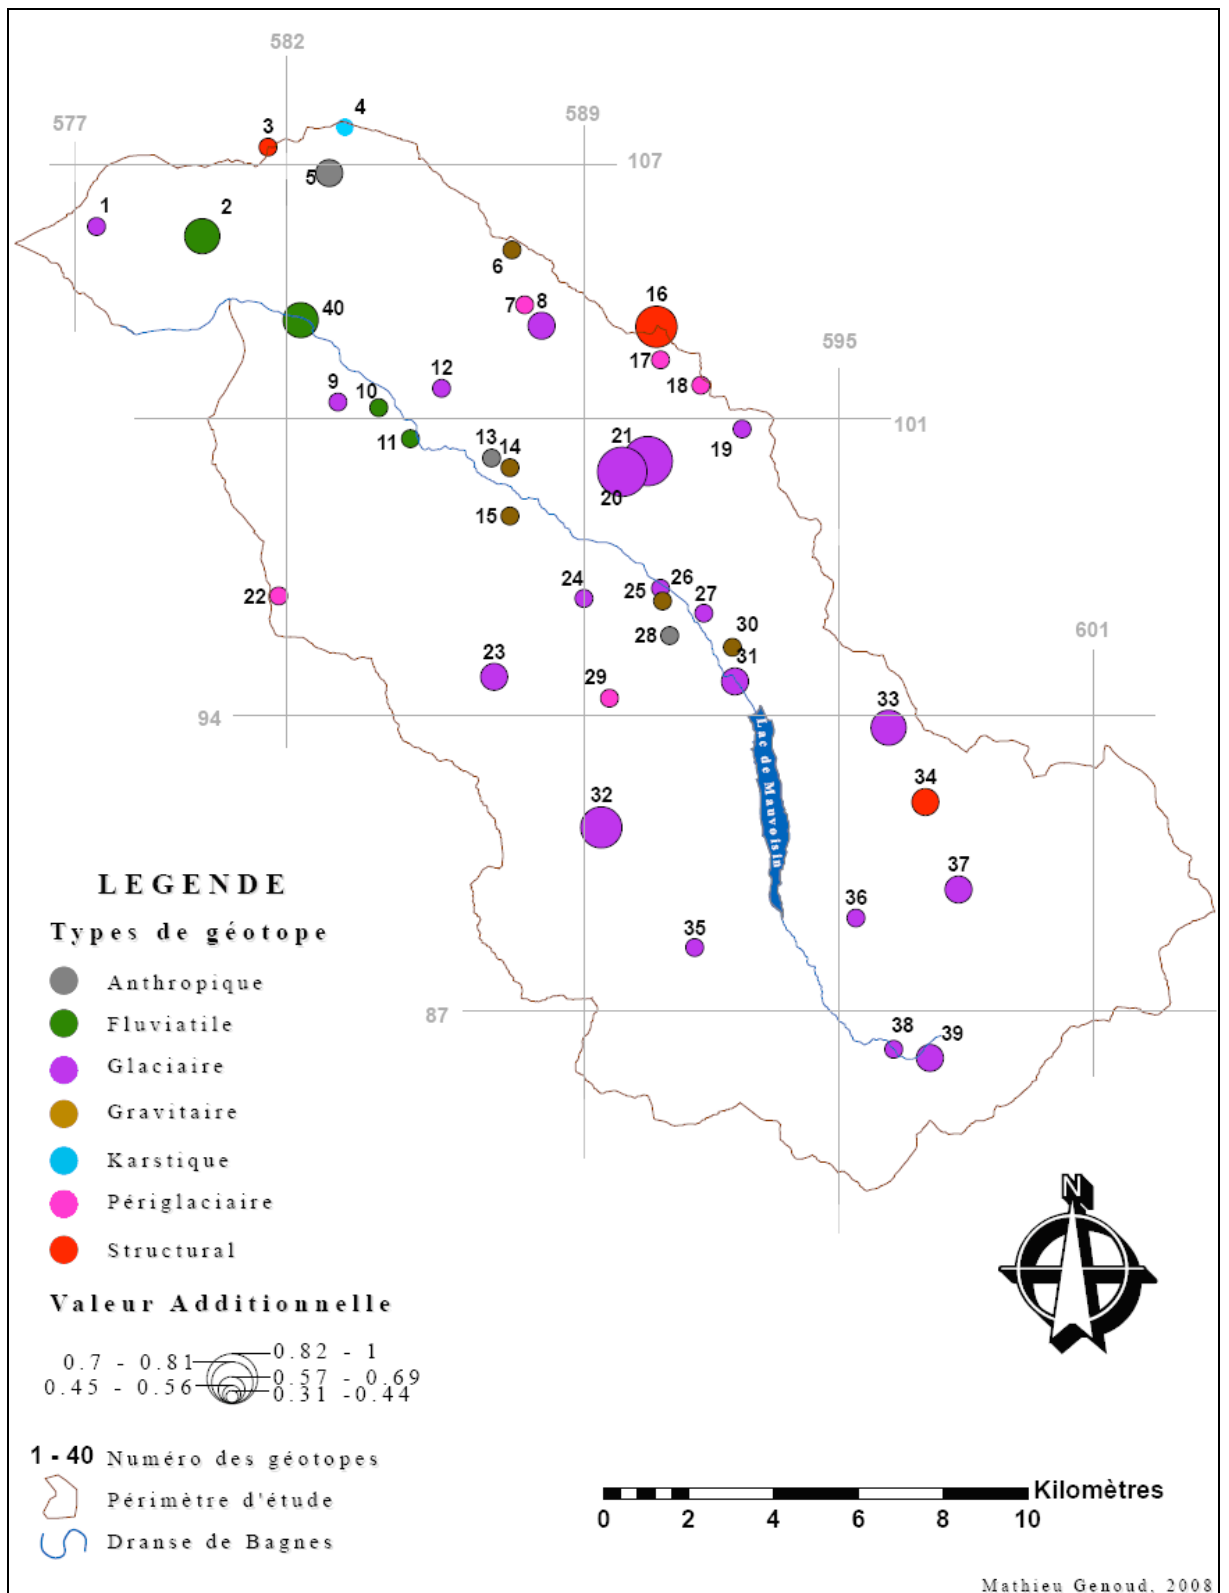 582
4
577
3
589
107
5
1
2
6
7
8
16
40
595
17
12
18
9
10
101
11
19
21
13
14
20
15
24
26
25
22
27
28
30
601
23
31
29
33
94
Lac de Mauvoisin
34
32
37
36
35
87
38
39
LEGENDE
Types de géotope
Anthropique
Fluviatile
Glaciaire
Gravitaire
Karstique
Périglaciaire
Structural
N
Valeur Additionnelle
0.82 - 1
0.7 - 0.81
0.57 - 0.69
0.45 - 0.56
0.31 -0.44
1 - 40 Numéro des géotopes
Périmètre d'étude
Dranse de Bagnes
Kilomètres
0 2 4 6 8 10
Mathieu Genoud, 2008